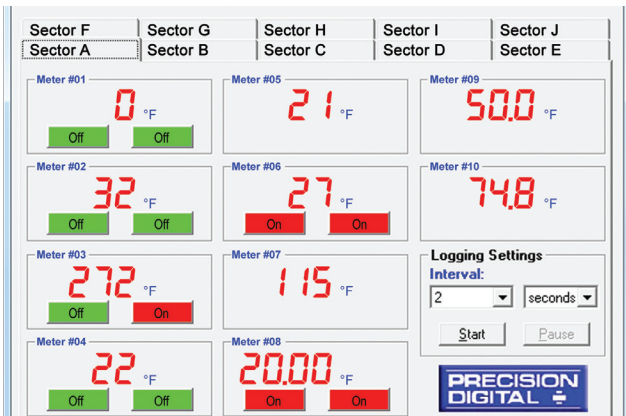 Sector F Sector G Sector H Sector I Sector J
Sector A Sector B Sector C Sector D Sector E
Meter #01
0 °F
Off Off
Meter #02
32 °F
Off Off
Meter #03
272 °F
Off On
Meter #04
22 °F
Off Off
Meter #05
21 °F
Meter #06
27 °F
On On
Meter #07
115 °F
Meter #08
20.00 °F
On On
Meter #09
50.0 °F
Meter #10
74.8 °F
Logging Settings
Interval:
2 seconds
Start Pause
PRECISION
DIGITAL